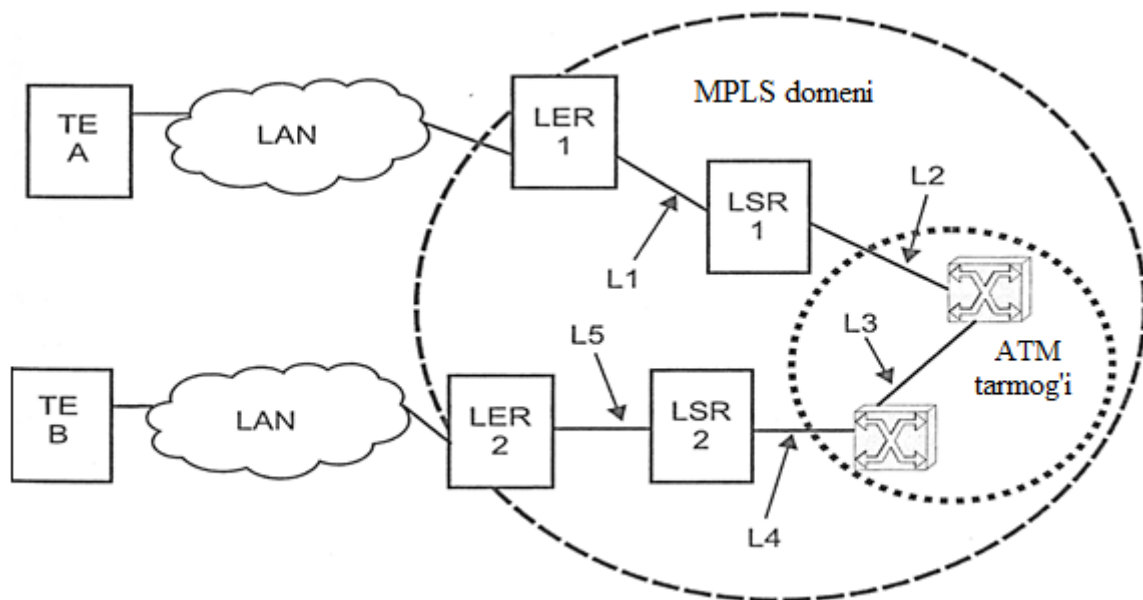 MPLS domeni
TE
A
LAN
LER
1
LSR
1
L2
L1
L3
ATM
tarmog'i
L5
TE
B
LAN
LER
2
LSR
2
L4